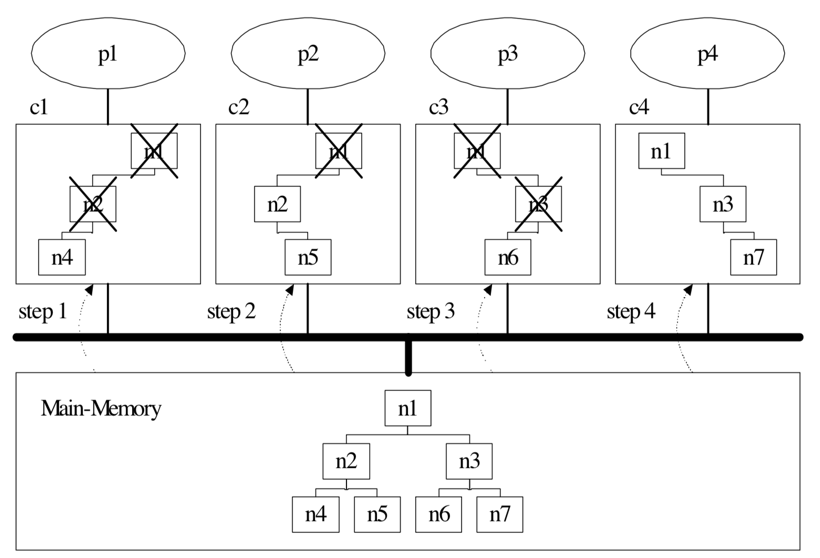 p1 p2 p3 p4
c1 c2 c3 c4
n1 n1 n1 n1
n2 n2 n3 n3
n4 n5 n6 n7
step 1 step 2 step 3 step 4
Main-Memory n1
n2 n3
n4 n5 n6 n7